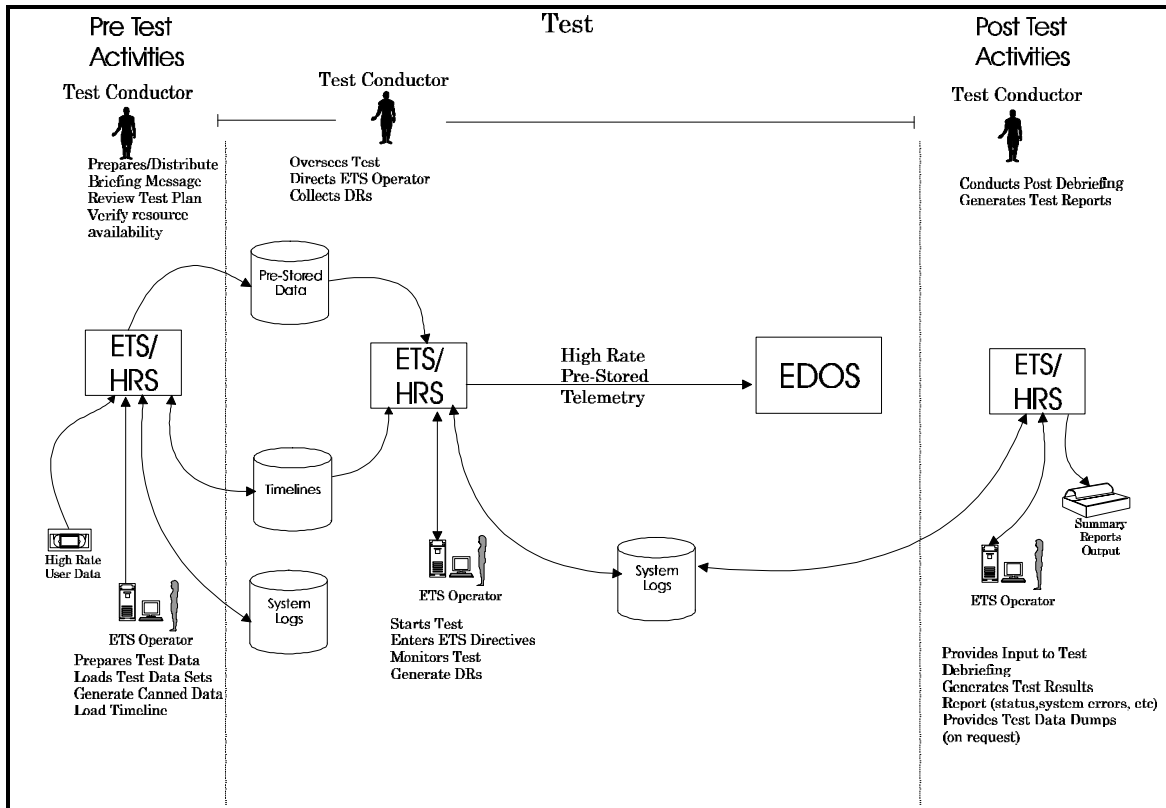 Pre Test
Activities
Test Conductor
Prepares/Distribute
Briefing Message
Review Test Plan
Verify resource
availability
ETS/
HRS
High Rate
User Data
ETS Operator
Prepares Test Data
Loads Test Data Sets
Generate Canned Data
Load Timeline
Test
Test Conductor
Oversees Test
Directs ETS Operator
Collects DRs
Pre-Stored
Data
Timelines
System
Logs
ETS/
HRS
High Rate
Pre-Stored
Telemetry
EDOS
ETS Operator
Starts Test
Enters ETS Directives
Monitors Test
Generate DRs
System
Logs
Post Test
Activities
Test Conductor
Conducts Post Debriefing
Generates Test Reports
ETS/
HRS
Summary
Reports
Output
ETS Operator
Provides Input to Test
Debriefing
Generates Test Results
Report (status,system errors, etc)
Provides Test Data Dumps
(on request)